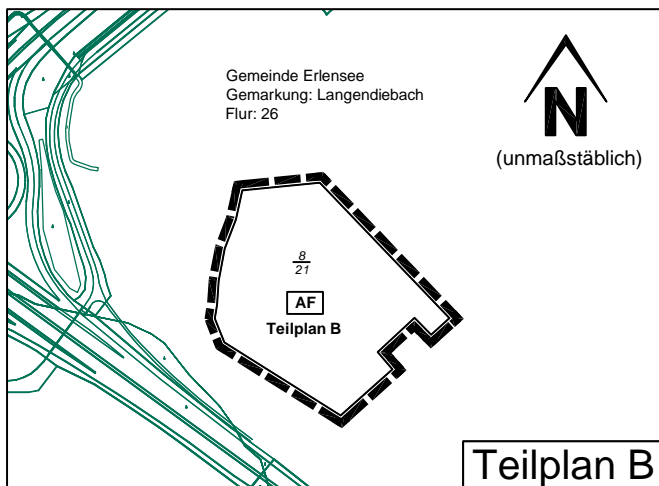 Gemeinde Erlensee
Gemarkung: Langendiebach
Flur: 26
N
(unmaßstäblich)
8
21
AF
Teilplan B
Teilplan B